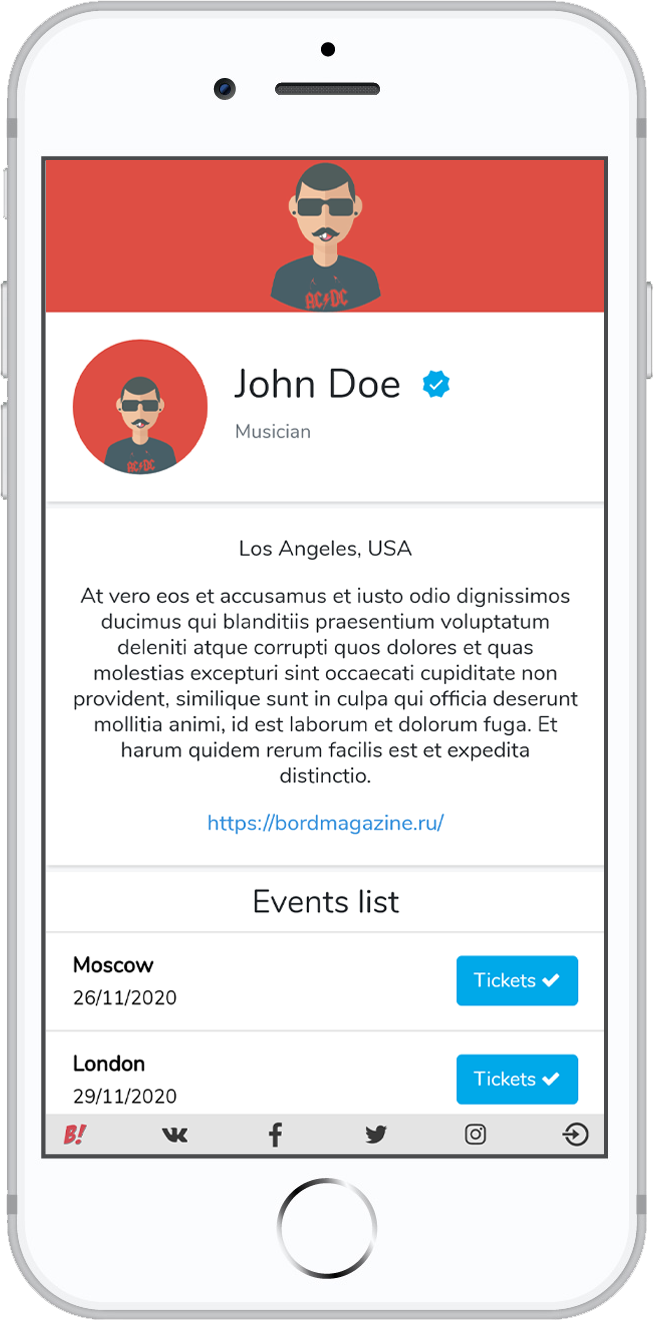 AC/DC
John Doe
Musician
AC/DC
Los Angeles, USA
At vero eos et accusamus et iusto odio dignissimos
ducimus qui blanditiis praesentium voluptatum
deleniti atque corrupti quos dolores et quas
molestias excepturi sint occaecati cupiditate non
provident, similique sunt in culpa qui officia deserunt
mollitia animi, id est laborum et dolorum fuga. Et
harum quidem rerum facilis est et expedita
distinctio.
https://bordmagazine.ru/
Events list
Moscow
26/11/2020
Tickets
London
29/11/2020
Tickets
B!